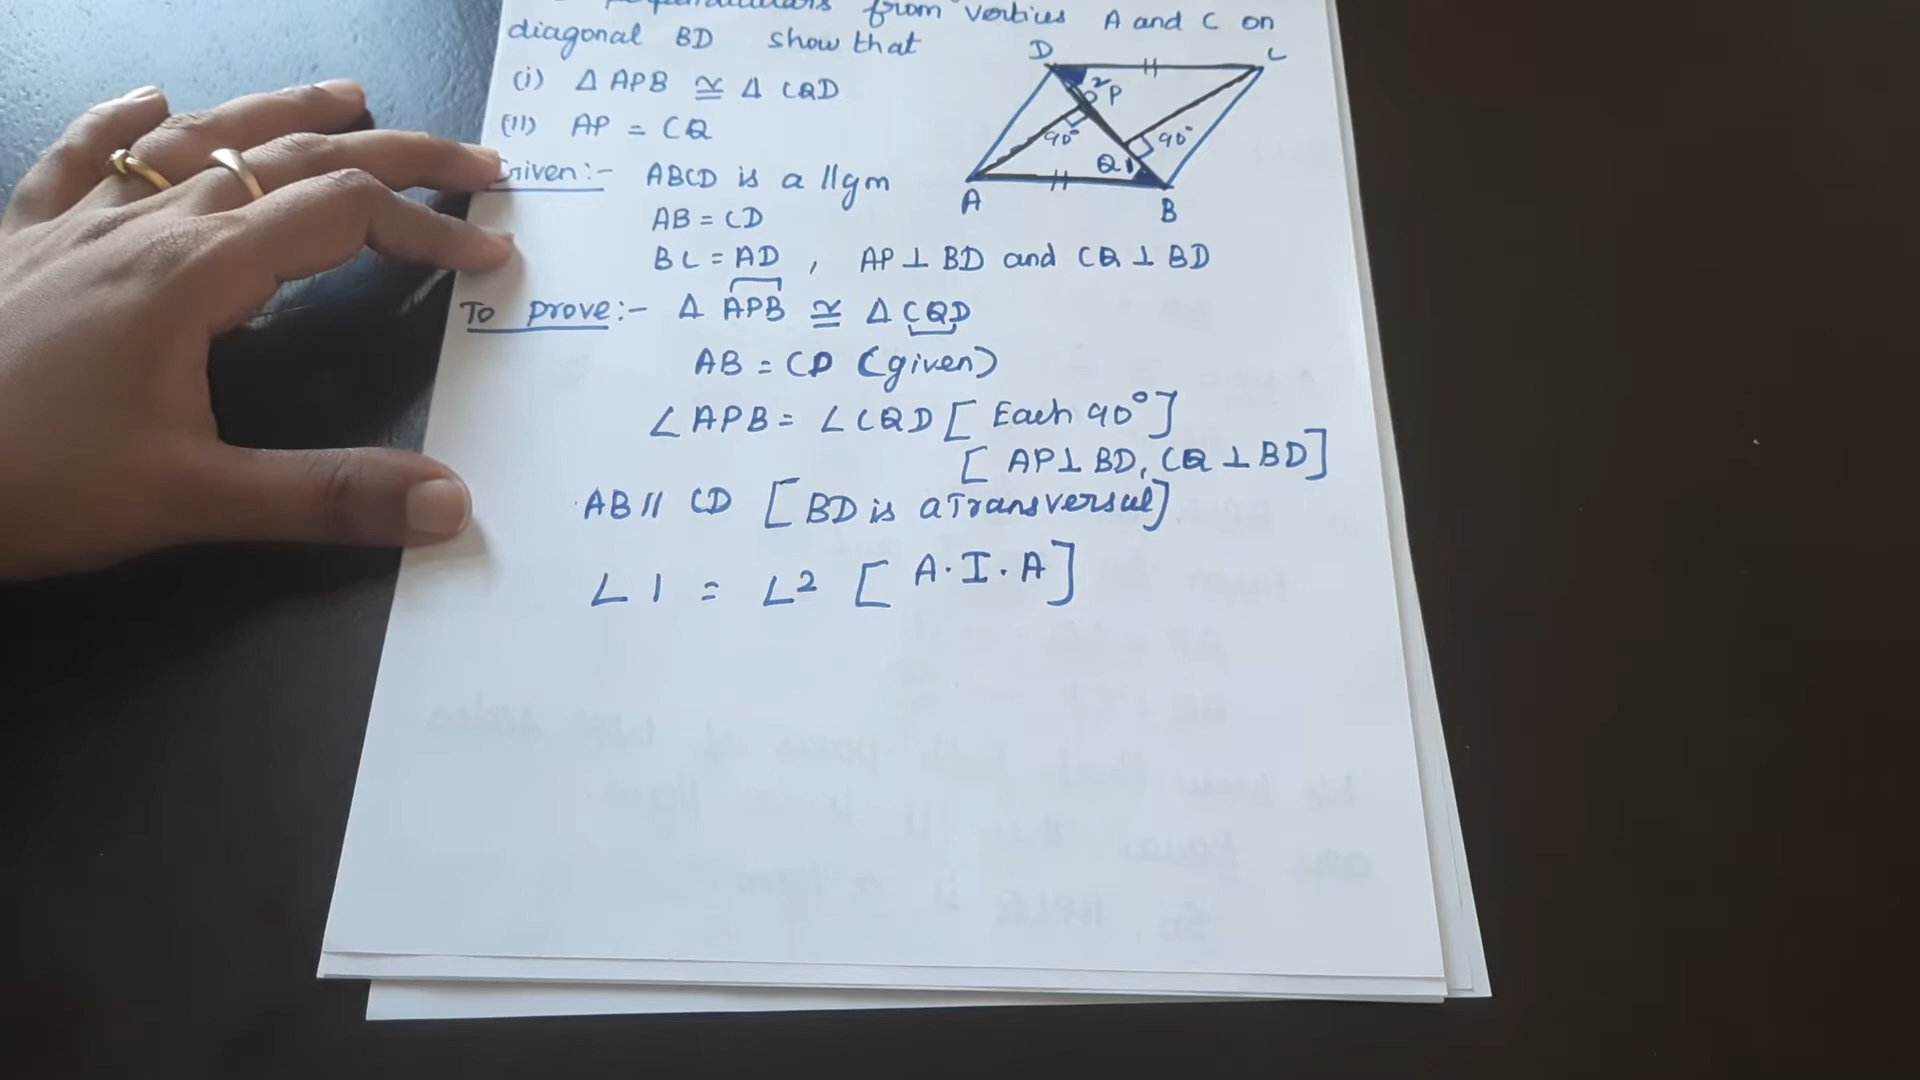 from vertices A and C on
diagonal BD show that
(i) Δ APB ≅ Δ CQD
(II) AP = CQ
Given:- ABCD is a //gm
AB = CD
BC = AD , AP ⊥ BD and CQ ⊥ BD
To prove:- Δ APB ≅ Δ CQD
AB = CD (given)
∠ APB = ∠ CQD [ Each 90° ]
[ AP ⊥ BD, CQ ⊥ BD ]
AB // CD [ BD is a Transversal ]
∠ 1 = ∠ 2 [ A.I.A ]
D C
2 P
90° 90°
Q 1
A B